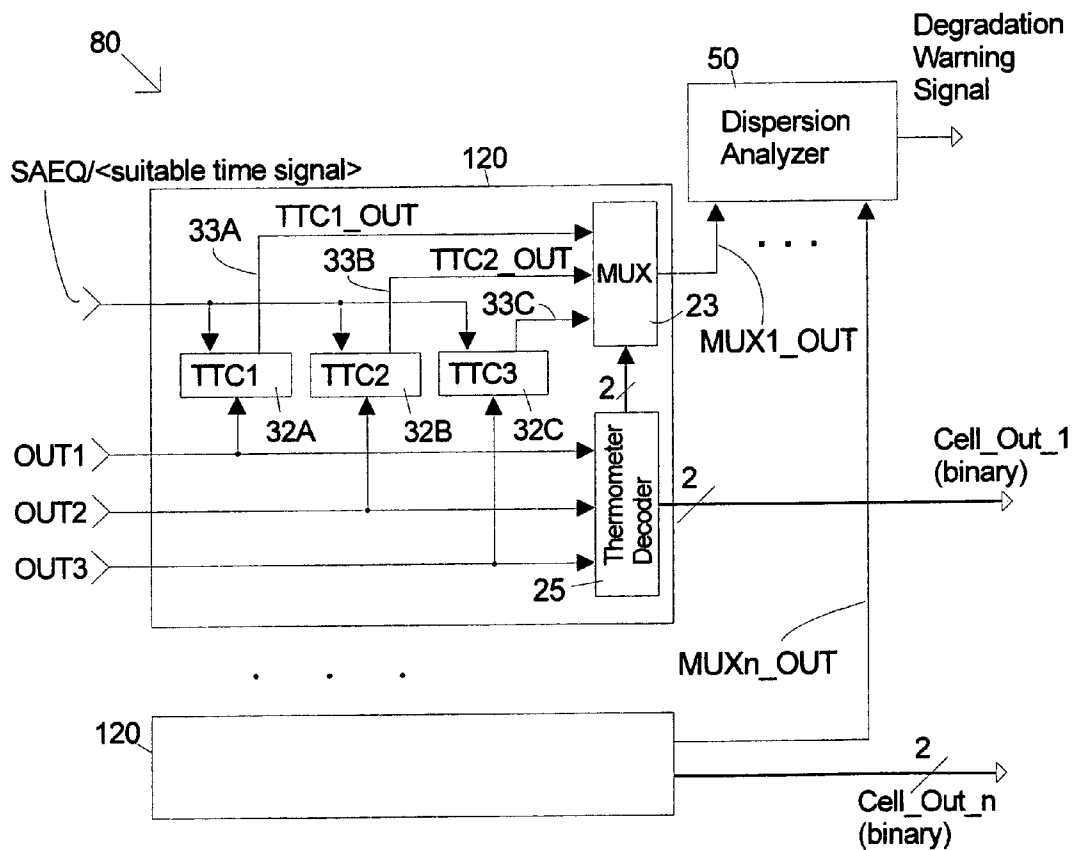 80
Degradation
Warning
Signal
50
Dispersion
Analyzer
SAEQ/<suitable time signal>
120
33A
TTC1_OUT
33B
TTC2_OUT
33C
MUX
23
MUX1_OUT
. . .
TTC1
TTC2
TTC3
32A
32B
32C
2
OUT1
OUT2
OUT3
Thermometer
Decoder
25
2
Cell_Out_1
(binary)
MUXn_OUT
. . .
120
2
Cell_Out_n
(binary)